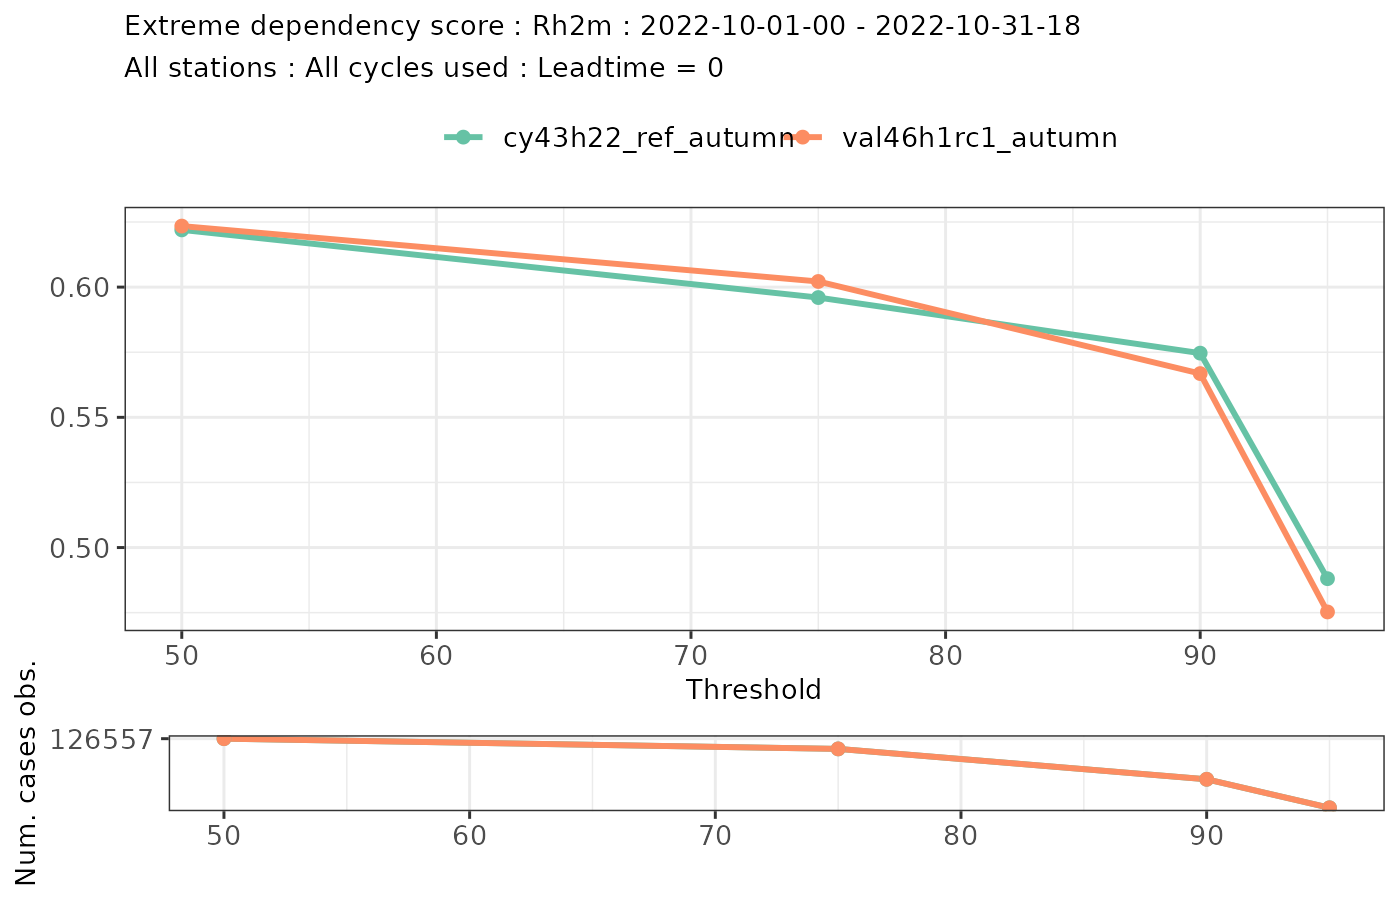 Extreme dependency score : Rh2m : 2022-10-01-00 - 2022-10-31-18
All stations : All cycles used : Leadtime = 0
cy43h22_ref_autumn val46h1rc1_autumn
0.60
0.55
0.50
50 60 70 80 90
Threshold
Num. cases obs.
126557
50 60 70 80 90